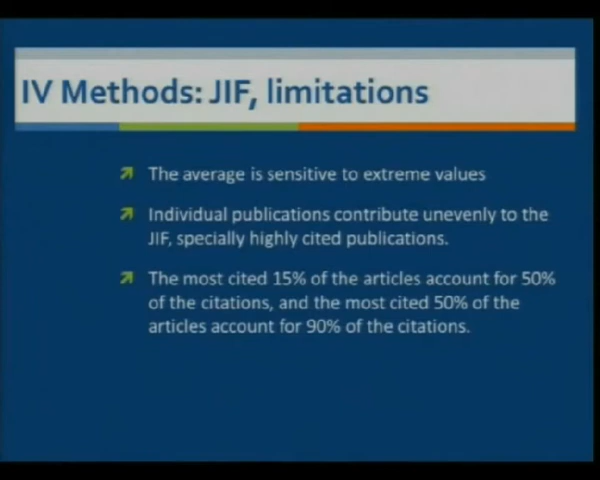 IV Methods: JIF, limitations
The average is sensitive to extreme values
Individual publications contribute unevenly to the
JIF, specially highly cited publications.
The most cited 15% of the articles account for 50%
of the citations, and the most cited 50% of the
articles account for 90% of the citations.